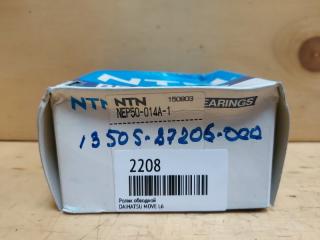 NTN
NTN 150803
NEP50-014A-1
BEARINGS
13505-87206-000
2208
Ролик обводной
DAIHATSU MOVE L6